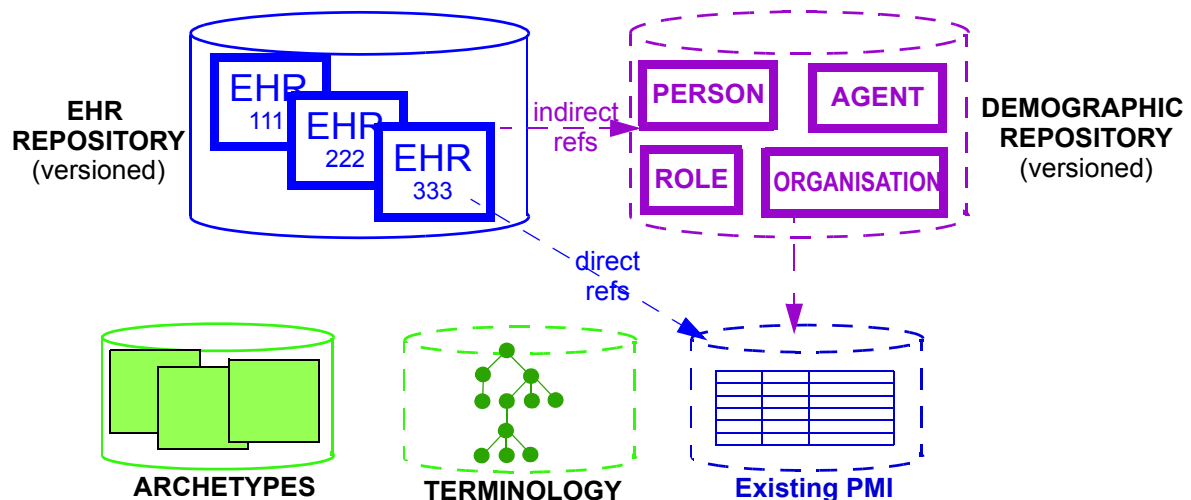 EHR
REPOSITORY
(versioned)
EHR
111
EHR
222
EHR
333
indirect
refs
PERSON
AGENT
ROLE
ORGANISATION
DEMOGRAPHIC
REPOSITORY
(versioned)
direct
refs
ARCHETYPES
TERMINOLOGY
Existing PMI